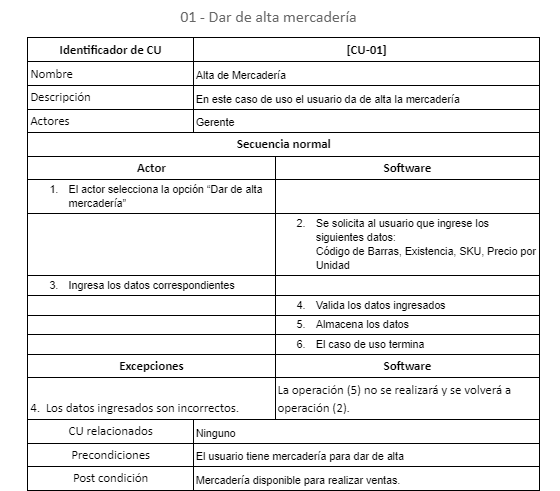 01 - Dar de alta mercadería
Identificador de CU [CU-01]
Nombre Alta de Mercadería
Descripción En este caso de uso el usuario da de alta la mercadería
Actores Gerente
Secuencia normal
Actor Software
1. El actor selecciona la opción “Dar de alta
mercadería”
2. Se solicita al usuario que ingrese los
siguientes datos:
Código de Barras, Existencia, SKU, Precio por
Unidad
3. Ingresa los datos correspondientes
4. Valida los datos ingresados
5. Almacena los datos
6. El caso de uso termina
Excepciones Software
4. Los datos ingresados son incorrectos.
La operación (5) no se realizará y se volverá a
operación (2).
CU relacionados Ninguno
Precondiciones El usuario tiene mercadería para dar de alta
Post condición Mercadería disponible para realizar ventas.